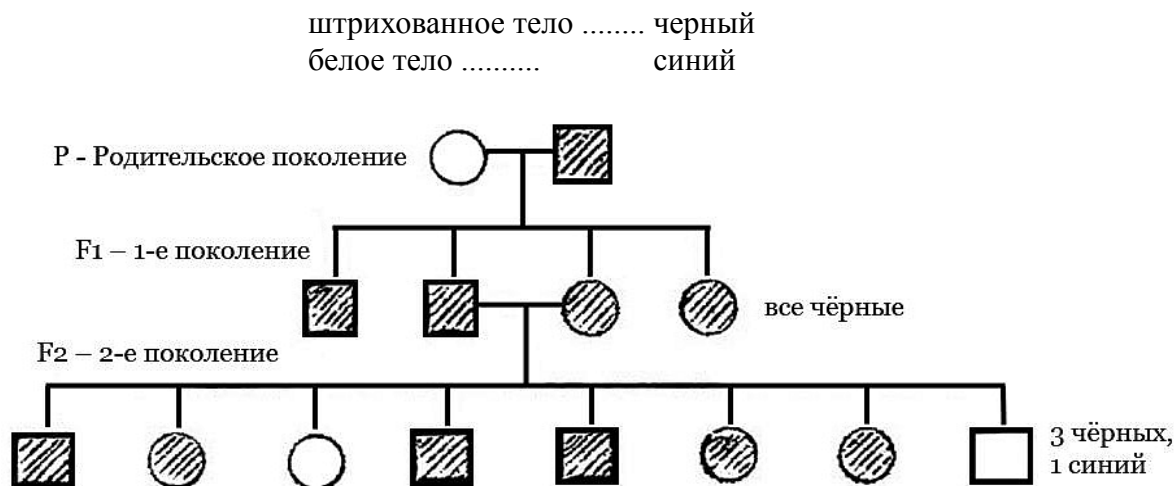 штрихованное тело ........ черный
белое тело .......... синий
Р - Родительское поколение
F1 – 1-е поколение
все чёрные
F2 – 2-е поколение
3 чёрных,
1 синий